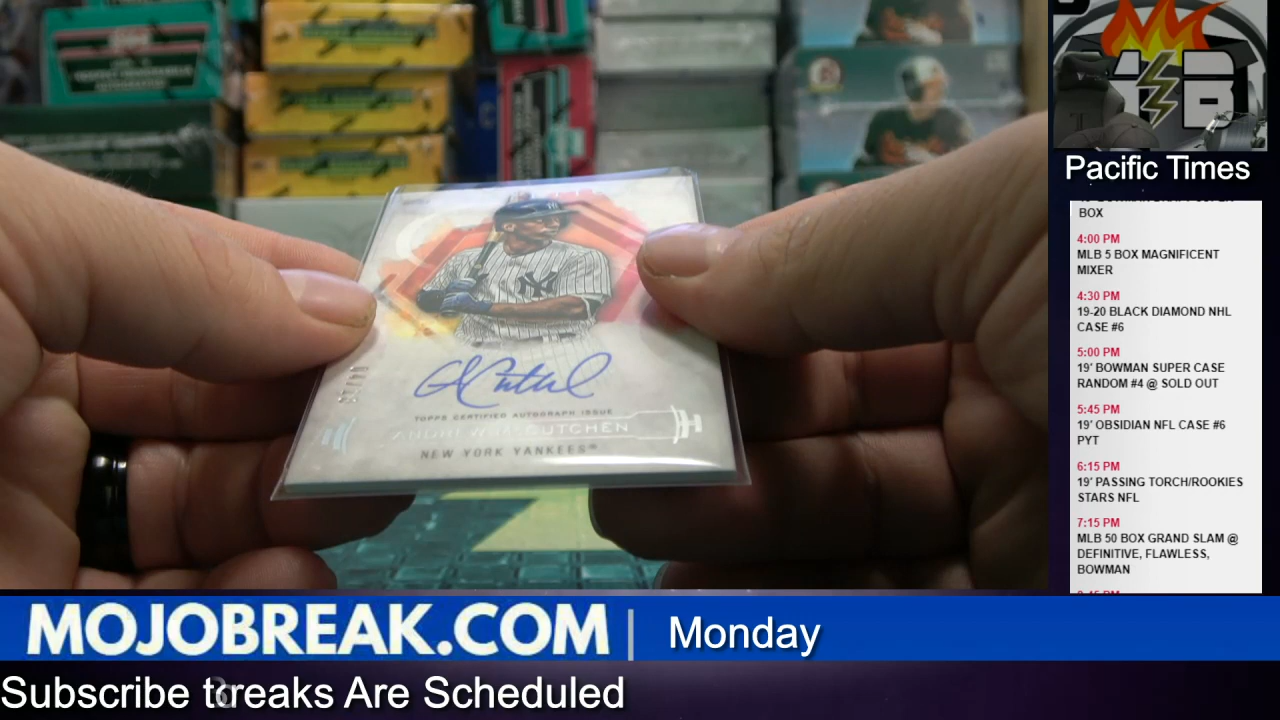 TOPPS CERTIFIED AUTOGRAPH ISSUE
ANDREW McCUTCHEN
NEW YORK YANKEES®
Pacific Times
BOX
4:00 PM
MLB 5 BOX MAGNIFICENT
MIXER
4:30 PM
19-20 BLACK DIAMOND NHL
CASE #6
5:00 PM
19' BOWMAN SUPER CASE
RANDOM #4 @ SOLD OUT
5:45 PM
19' OBSIDIAN NFL CASE #6
PYT
6:15 PM
19' PASSING TORCH/ROOKIES
STARS NFL
7:15 PM
MLB 50 BOX GRAND SLAM @
DEFINITIVE, FLAWLESS,
BOWMAN
MOJOBREAK.COM | Monday
Subscribe
Are Scheduled